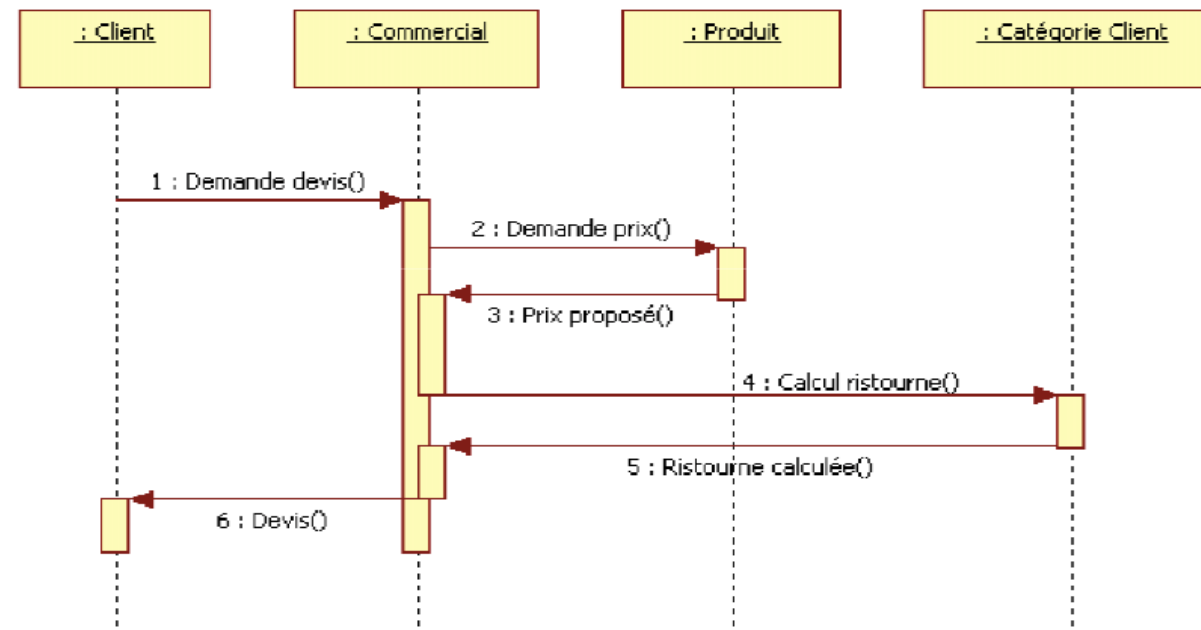 : Client
: Commercial
: Produit
: Catégorie Client
1 : Demande devis()
2 : Demande prix()
3 : Prix proposé()
4 : Calcul ristourne()
5 : Ristourne calculée()
6 : Devis()